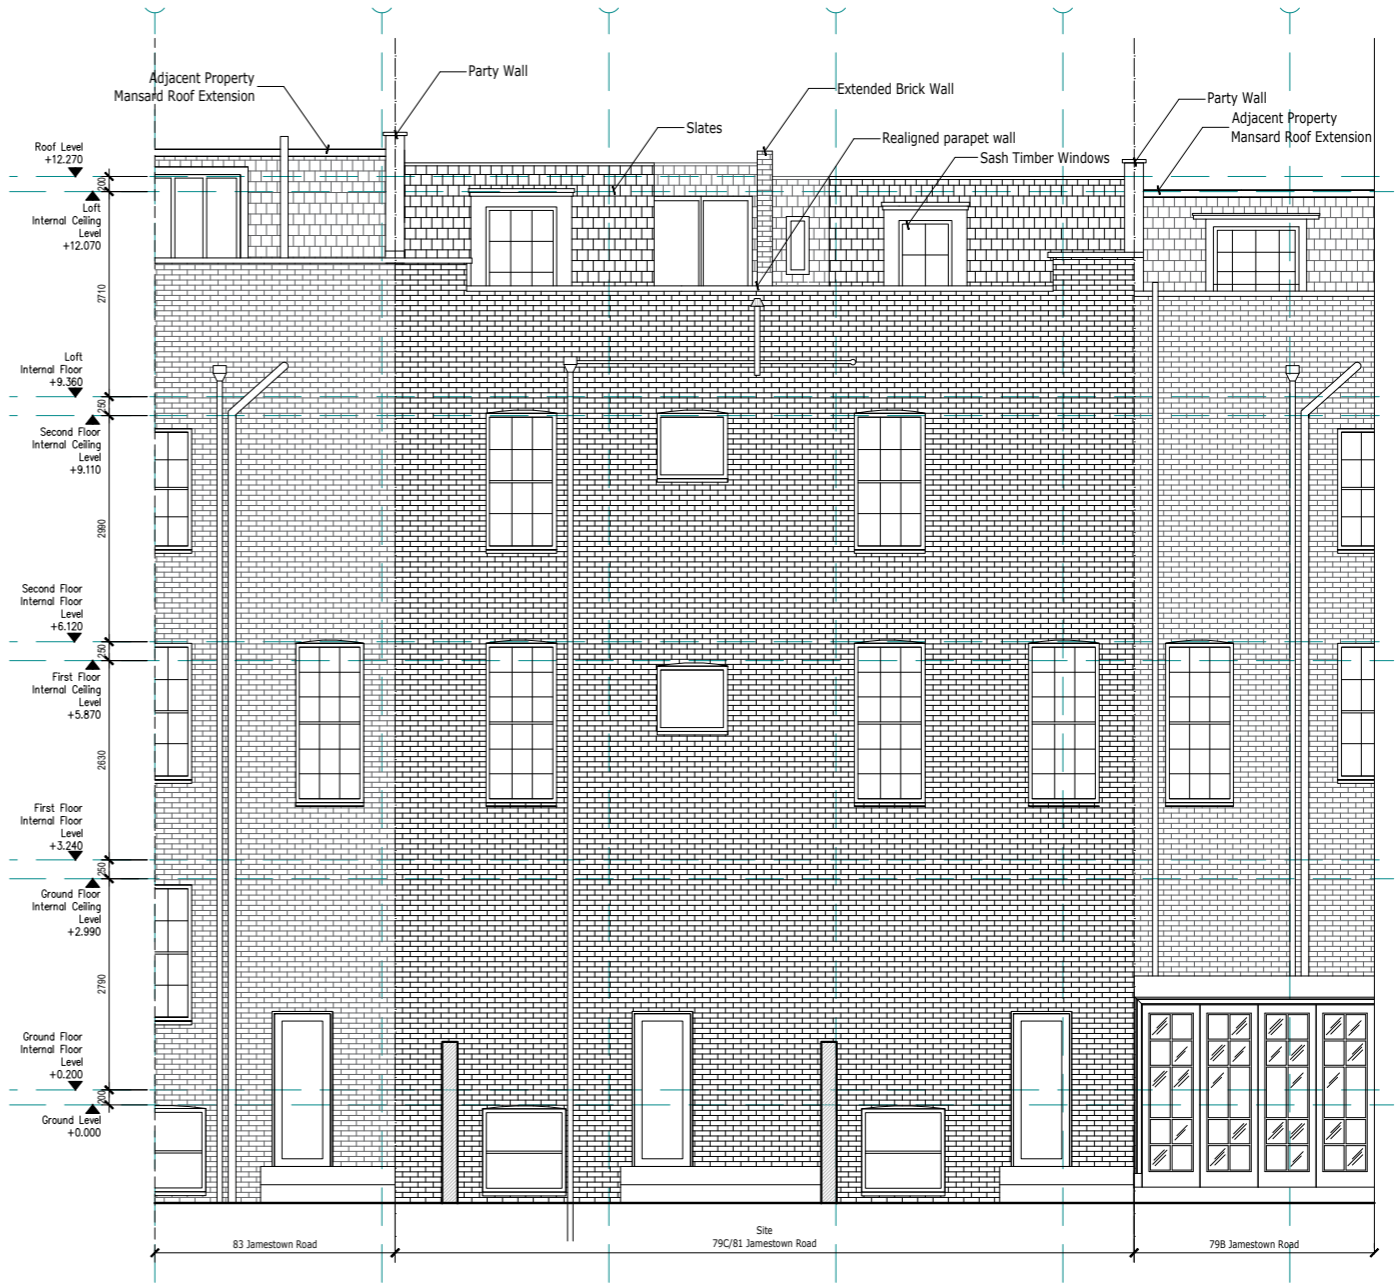 Adjacent Property
Mansard Roof Extension
Party Wall
Extended Brick Wall
Slates
Realigned parapet wall
Sash Timber Windows
Party Wall
Adjacent Property
Mansard Roof Extension
Roof Level
+12.270
200
Loft
Internal Ceiling
Level
+12.070
2710
Loft
Internal Floor
+9.360
250
Second Floor
Internal Ceiling
Level
+9.110
2990
Second Floor
Internal Floor
Level
+6.120
250
First Floor
Internal Ceiling
Level
+5.870
2630
First Floor
Internal Floor
Level
+3.240
250
Ground Floor
Internal Ceiling
Level
+2.990
2790
Ground Floor
Internal Floor
Level
+0.200
200
Ground Level
+0.000
83 Jamestown Road
Site
79C/81 Jamestown Road
79B Jamestown Road